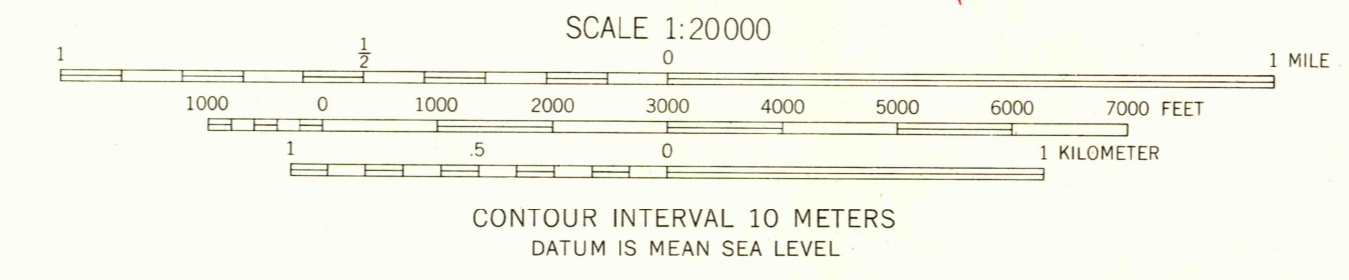 SCALE 1:20000
1 ½ 0 1 MILE
1000 0 1000 2000 3000 4000 5000 6000 7000 FEET
1 .5 0 1 KILOMETER
CONTOUR INTERVAL 10 METERS
DATUM IS MEAN SEA LEVEL